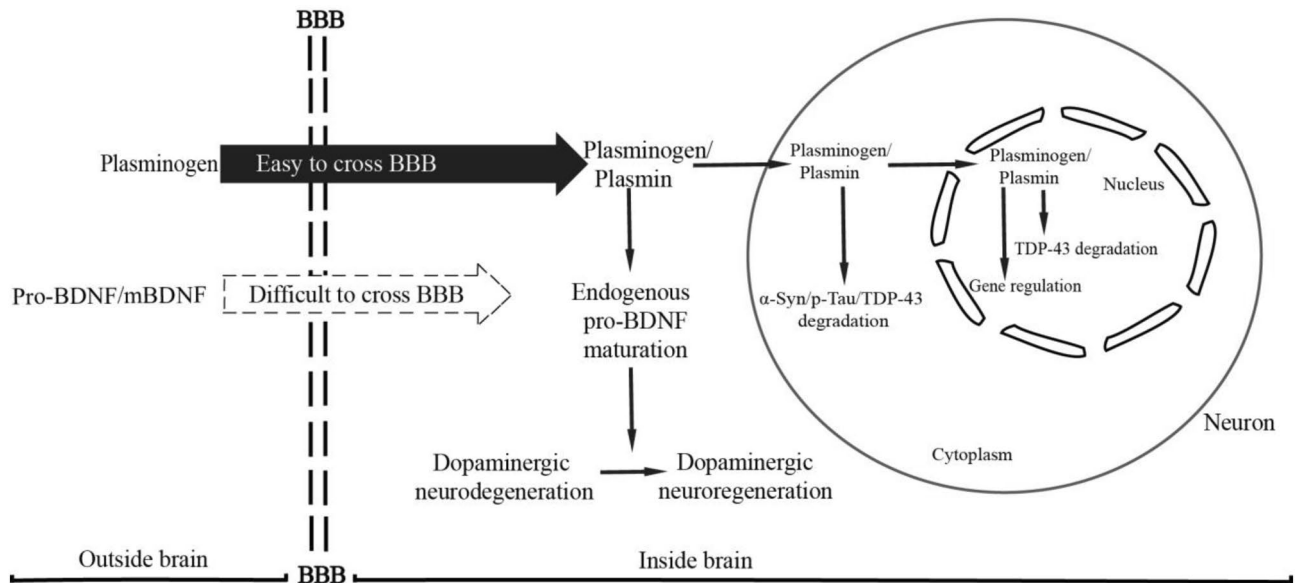 BBB
Plasminogen
Easy to cross BBB
Plasminogen/
Plasmin
Plasminogen/
Plasmin
Plasminogen/
Plasmin
Nucleus
TDP-43 degradation
Gene regulation
Pro-BDNF/mBDNF
Difficult to cross BBB
Endogenous
pro-BDNF
maturation
α-Syn/p-Tau/TDP-43
degradation
Neuron
Cytoplasm
Dopaminergic
neurodegeneration
Dopaminergic
neuroregeneration
Outside brain
BBB
Inside brain